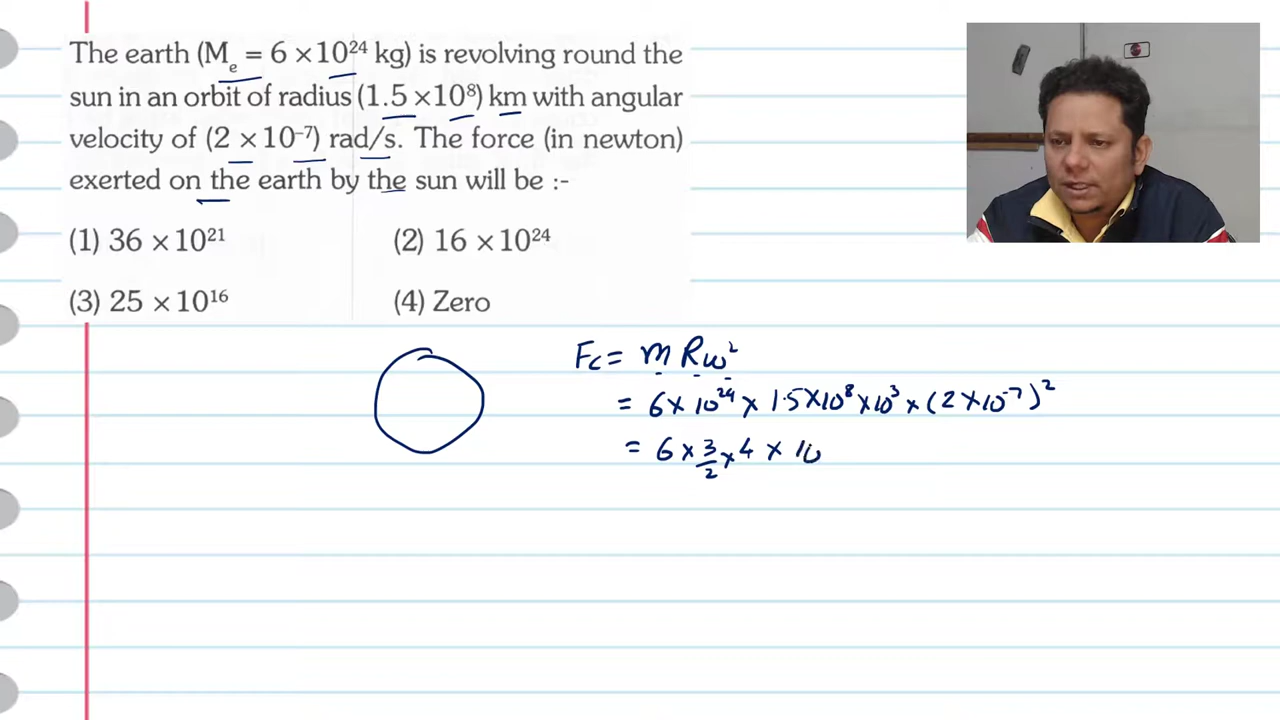 The earth (Mₑ = 6 × 10²⁴ kg) is revolving round the
sun in an orbit of radius (1.5 ×10⁸) km with angular
velocity of (2 × 10⁻⁷) rad/s. The force (in newton)
exerted on the earth by the sun will be :-
(1) 36 × 10²¹ (2) 16 × 10²⁴
(3) 25 × 10¹⁶ (4) Zero
Fc = m R ω²
= 6 × 10²⁴ × 1.5 × 10⁸ × 10³ × (2 × 10⁻⁷)²
= 6 × 3/2 × 4 × 10